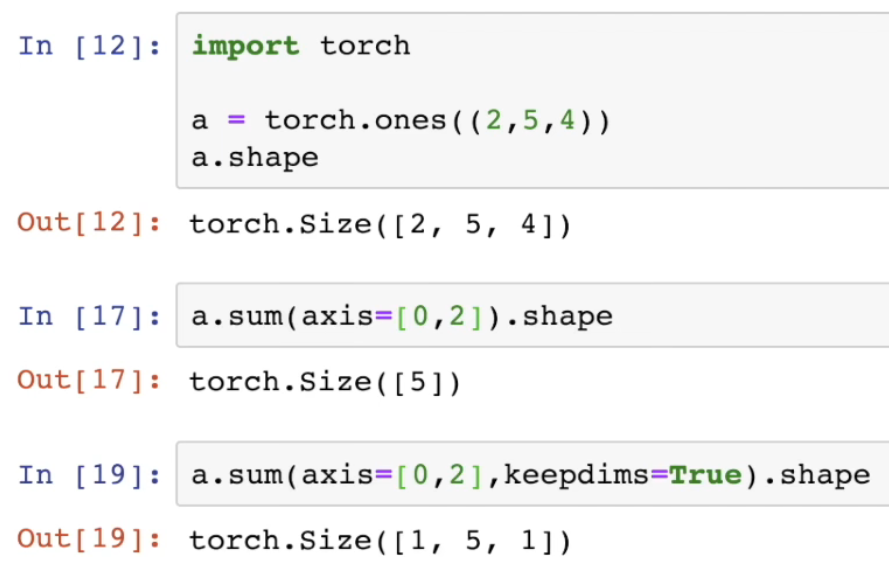 In [12]: import torch
a = torch.ones((2,5,4))
a.shape
Out[12]: torch.Size([2, 5, 4])
In [17]: a.sum(axis=[0,2]).shape
Out[17]: torch.Size([5])
In [19]: a.sum(axis=[0,2],keepdims=True).shape
Out[19]: torch.Size([1, 5, 1])